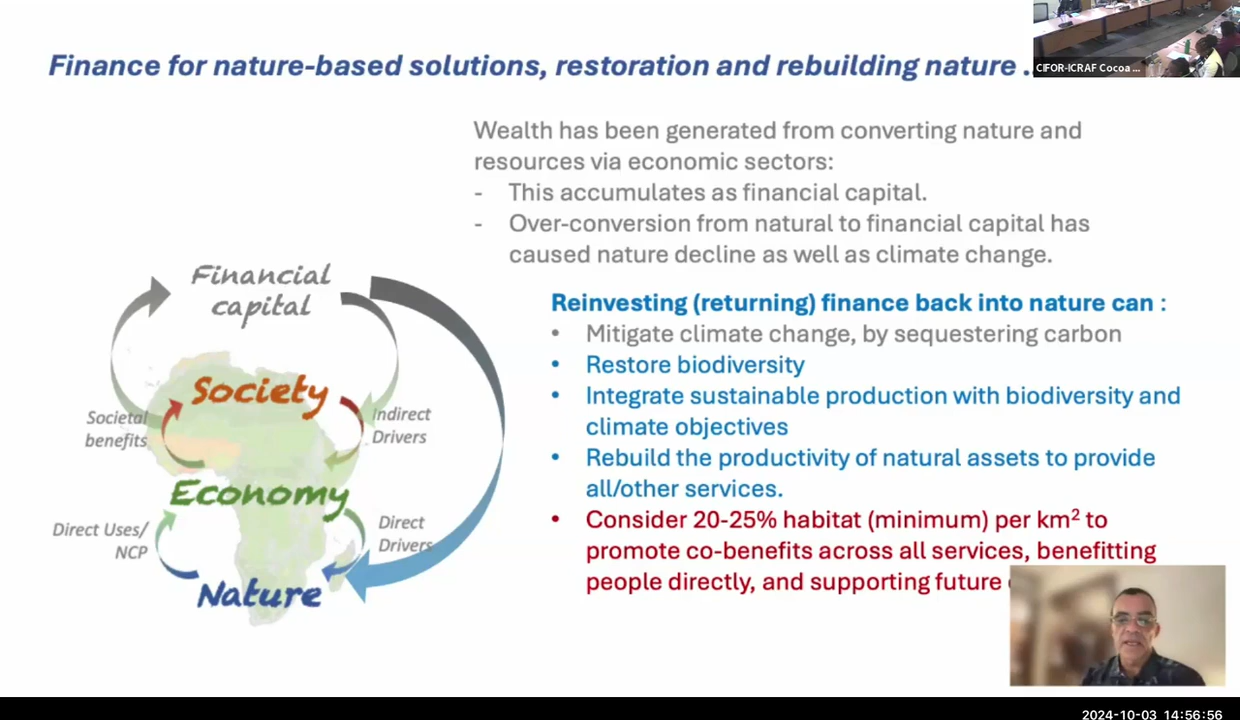 Finance for nature-based solutions, restoration and rebuilding nature ..
CIFOR-ICRAF Cocoa ...
Wealth has been generated from converting nature and
resources via economic sectors:
- This accumulates as financial capital.
- Over-conversion from natural to financial capital has
caused nature decline as well as climate change.
Financial
capital
Society
Societal
benefits
Indirect
Drivers
Economy
Direct Uses/
NCP
Direct
Drivers
Nature
Reinvesting (returning) finance back into nature can :
• Mitigate climate change, by sequestering carbon
• Restore biodiversity
• Integrate sustainable production with biodiversity and
climate objectives
• Rebuild the productivity of natural assets to provide
all/other services.
• Consider 20-25% habitat (minimum) per km² to
promote co-benefits across all services, benefitting
people directly, and supporting future
2024-10-03 14:56:56